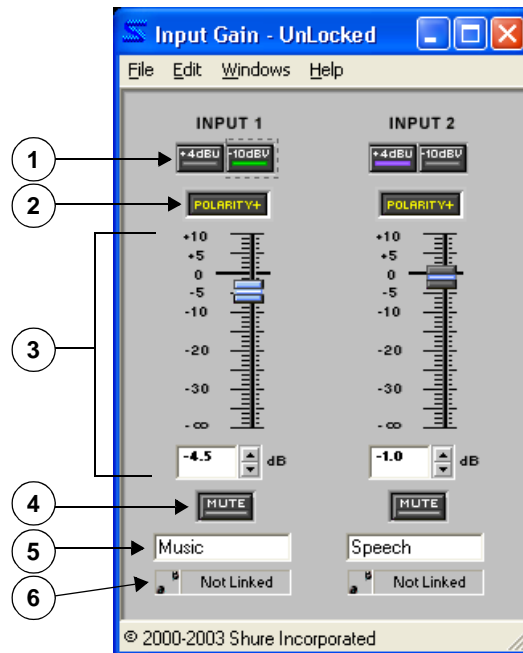 Input Gain - UnLocked
File Edit Windows Help
INPUT 1 INPUT 2
1 +4dBu -10dBV +4dBu -10dBV
2 POLARITY+ POLARITY+
+10 +10
+5 +5
0 0
-5 -5
-10 -10
3 -20 -20
-30 -30
-∞ -∞
-4.5 dB -1.0 dB
4 MUTE MUTE
5 Music Speech
6 Not Linked Not Linked
© 2000-2003 Shure Incorporated